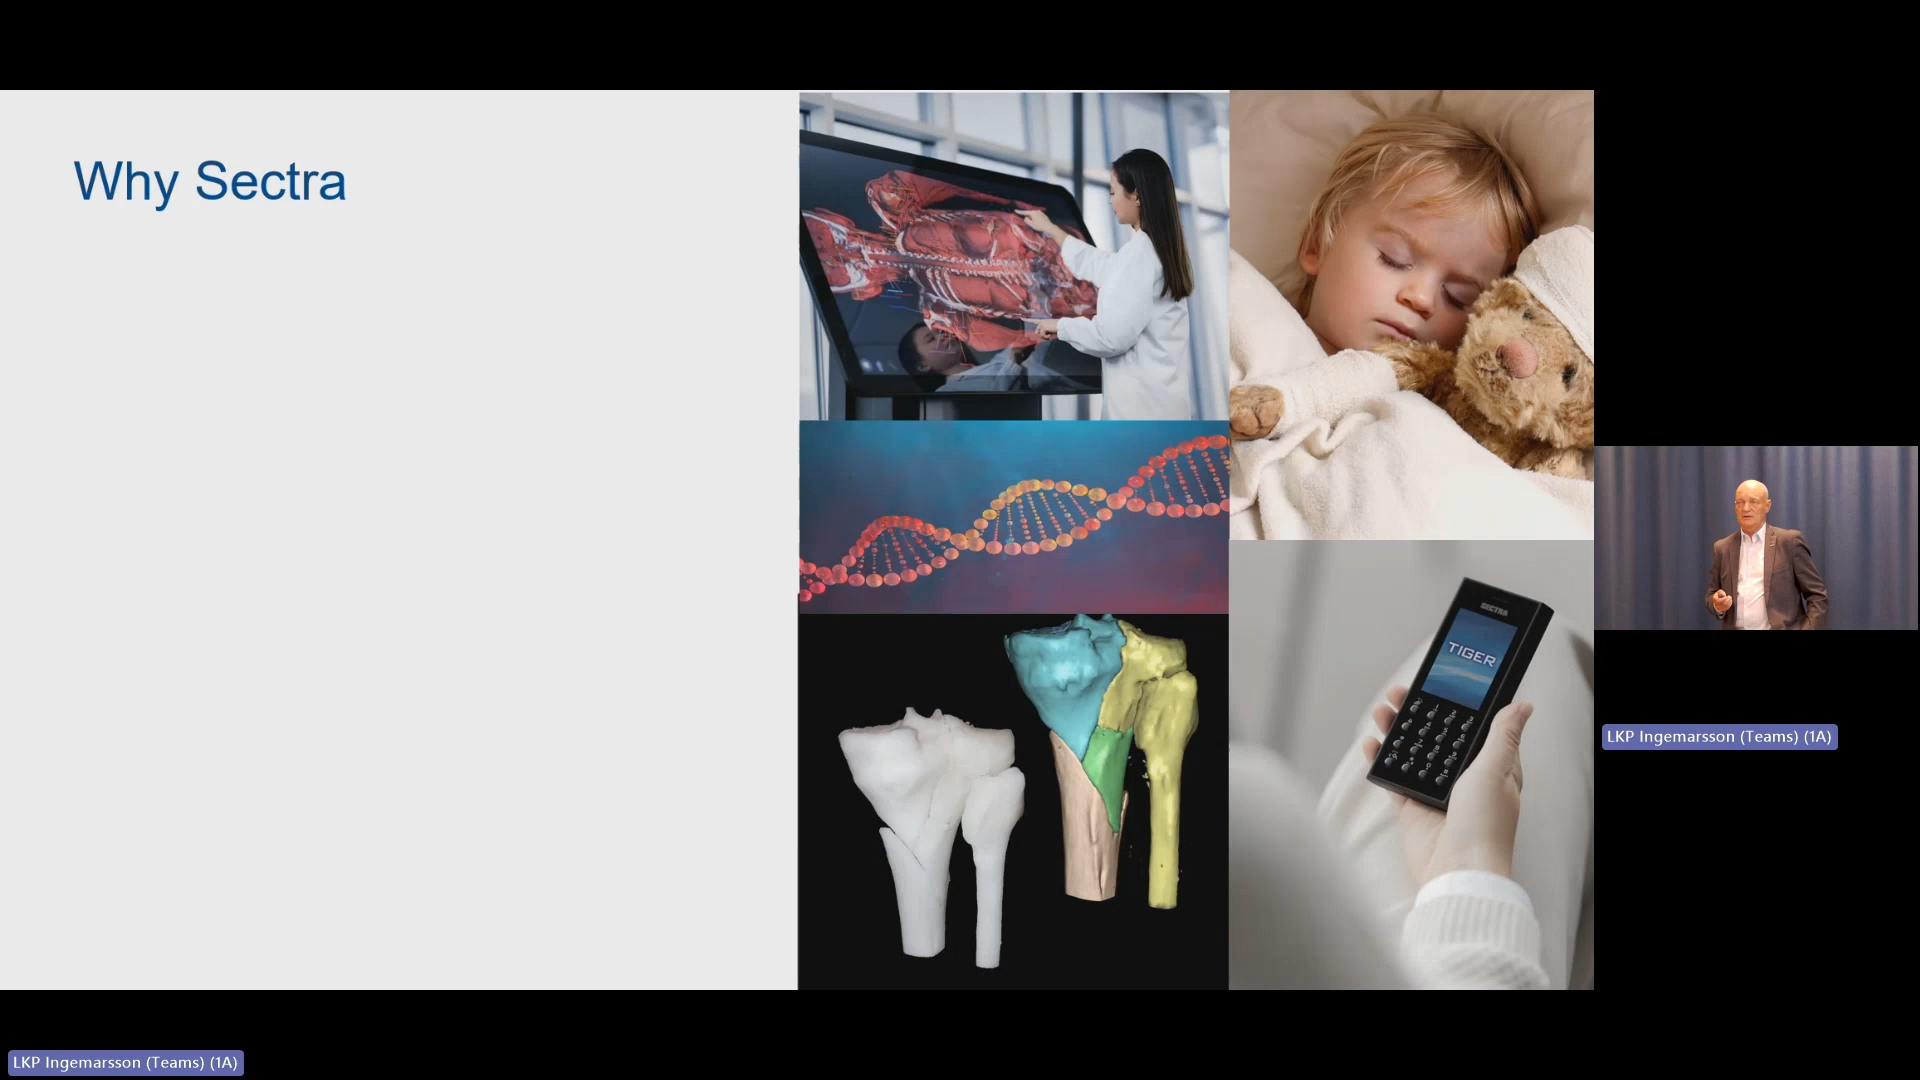 Why Sectra
SECTRA
TIGER
LKP Ingemarsson (Teams) (1A)
LKP Ingemarsson (Teams) (1A)